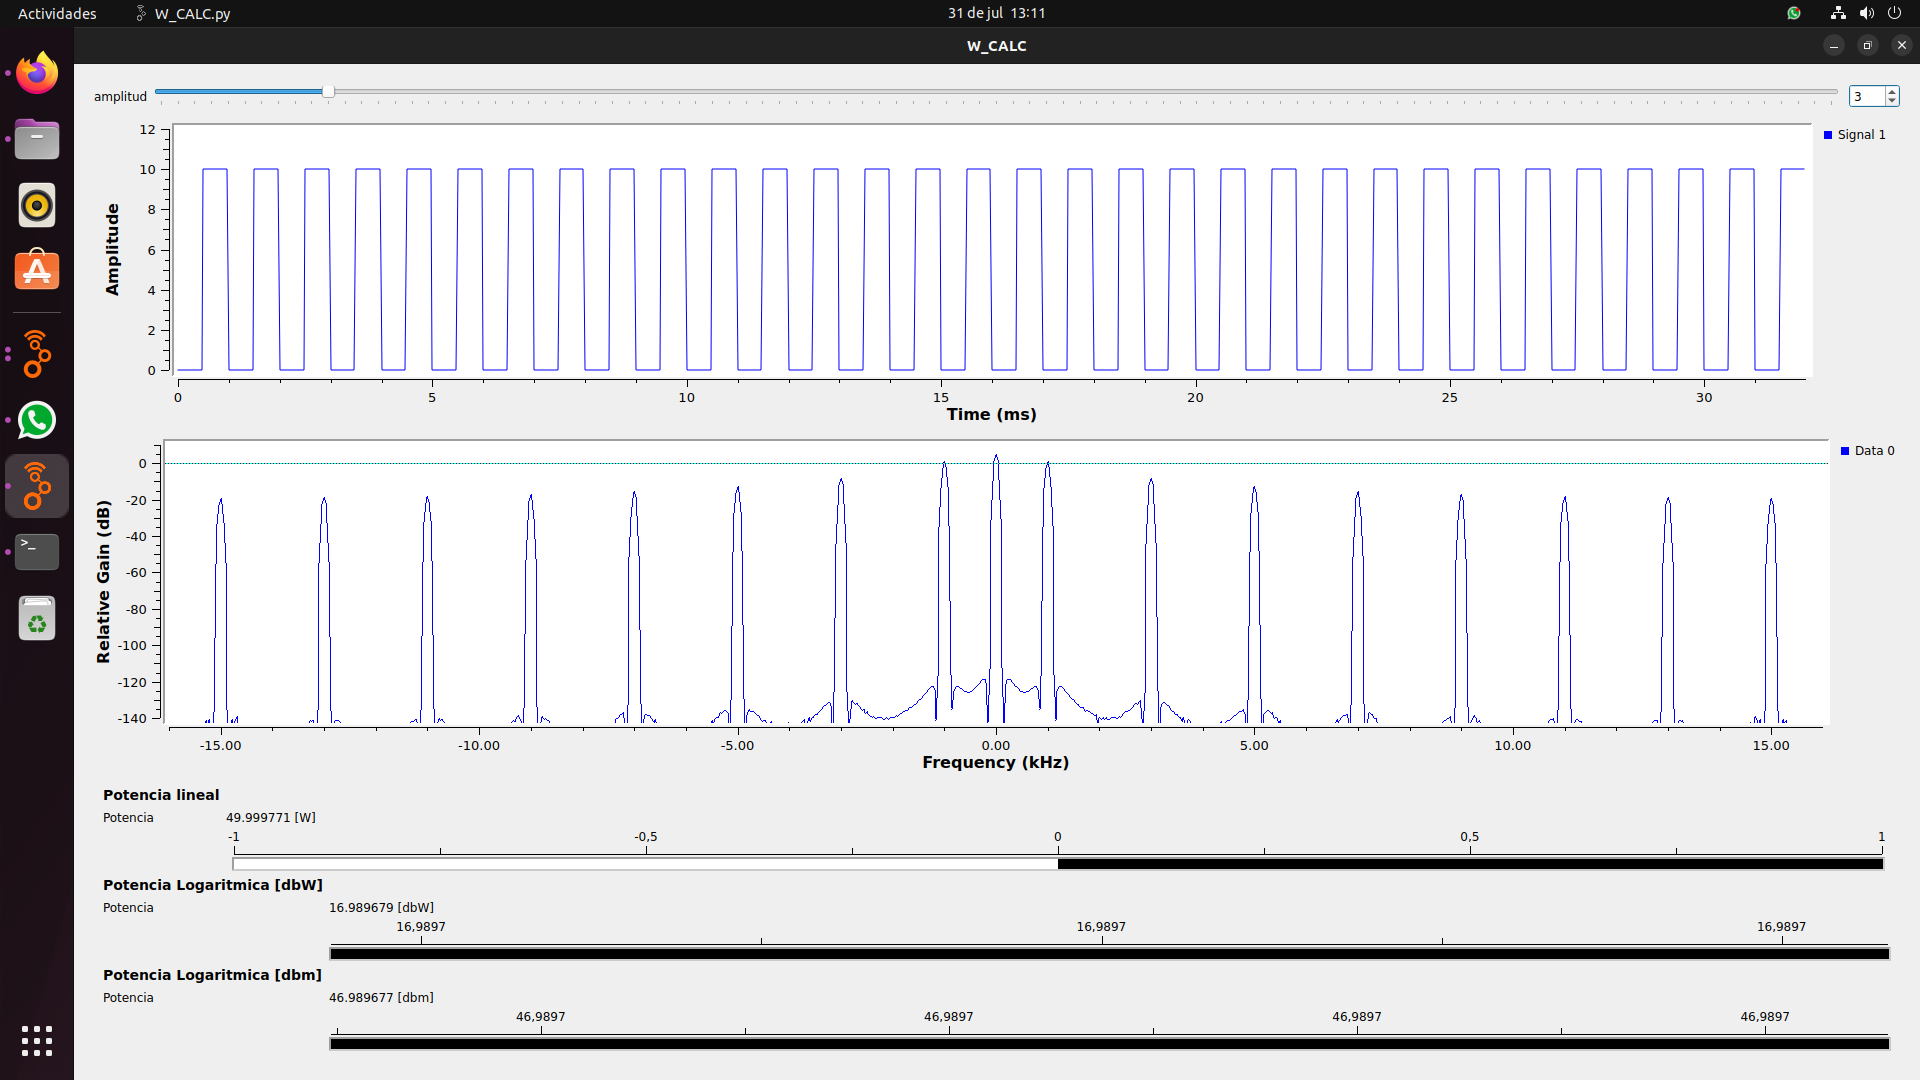 Actividades W_CALC.py 31 de jul 13:11
W_CALC
amplitud 3
12
10
8
6
4
2
0
Amplitude
Signal 1
0 5 10 15 20 25 30
Time (ms)
0
-20
-40
-60
-80
-100
-120
-140
Relative Gain (dB)
Data 0
-15.00 -10.00 -5.00 0.00 5.00 10.00 15.00
Frequency (kHz)
Potencia lineal
Potencia 49.999771 [W]
-1 -0,5 0 0,5 1
Potencia Logaritmica [dbW]
Potencia 16.989679 [dbW]
16,9897 16,9897 16,9897
Potencia Logaritmica [dbm]
Potencia 46.989677 [dbm]
46,9897 46,9897 46,9897 46,9897